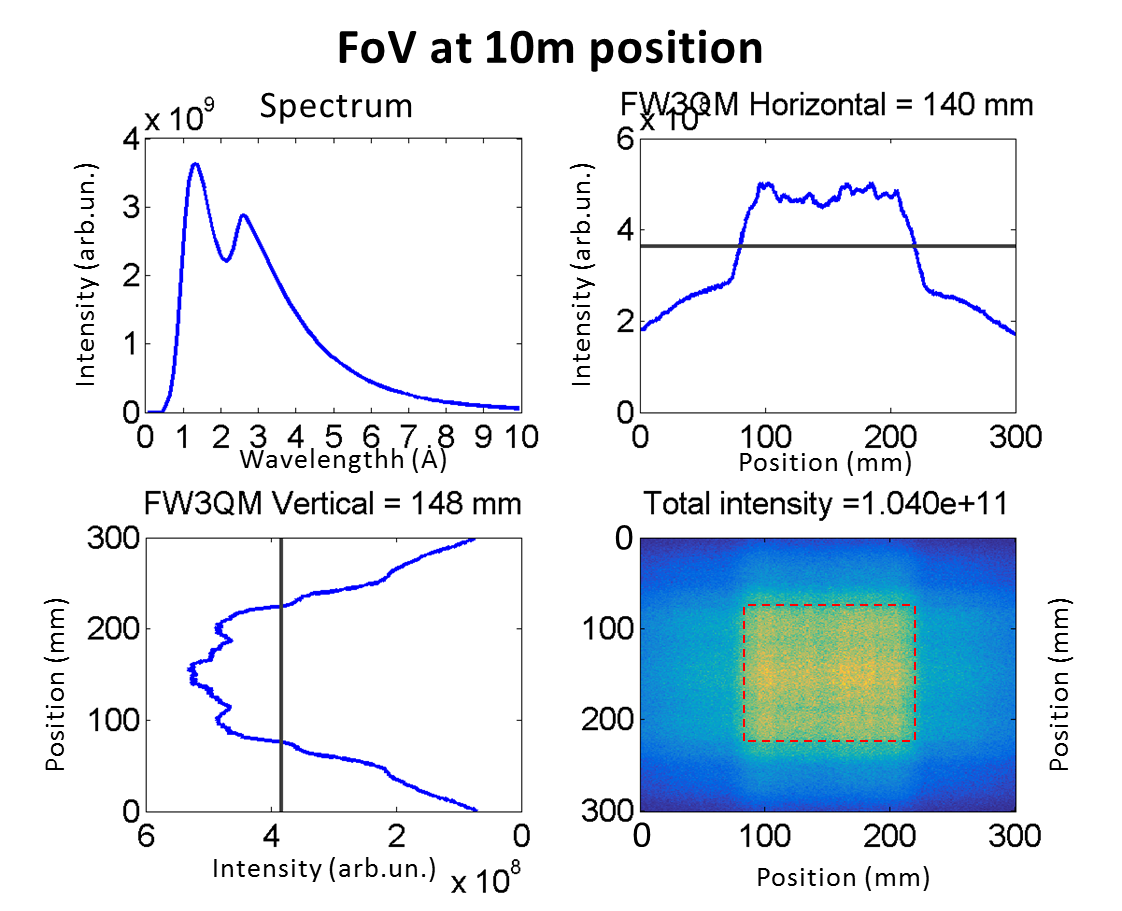 FoV at 10m position
Spectrum
x 10^9
4
3
2
1
0
0 1 2 3 4 5 6 7 8 9 10
Intensity (arb.un.)
Wavelengthh (Å)
FW3QM Horizontal = 140 mm
x 10^8
6
4
2
0
0 100 200 300
Intensity (arb.un.)
Position (mm)
FW3QM Vertical = 148 mm
300
200
100
0
6 4 2 0
Position (mm)
Intensity (arb.un.)
x 10^8
Total intensity =1.040e+11
0
100
200
300
0 100 200 300
Position (mm)
Position (mm)